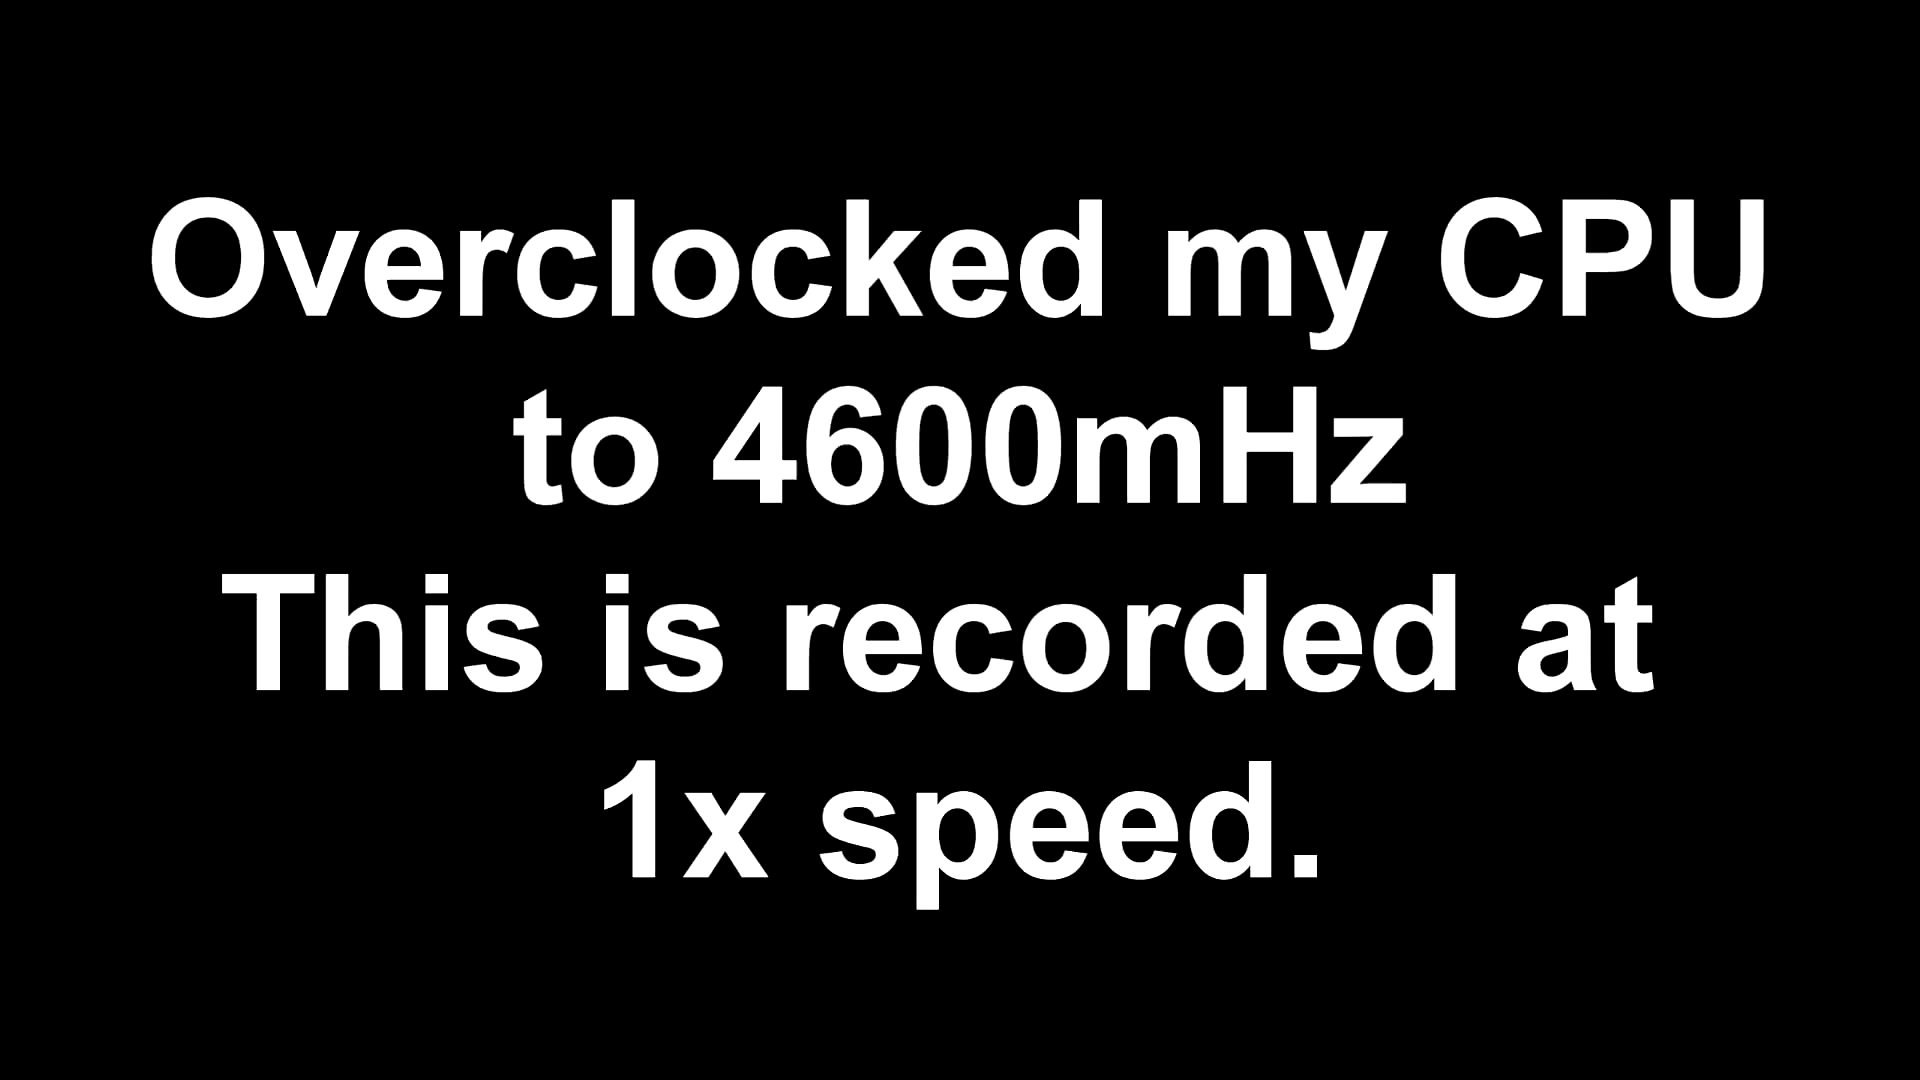 Overclocked my CPU
to 4600mHz
This is recorded at
1x speed.